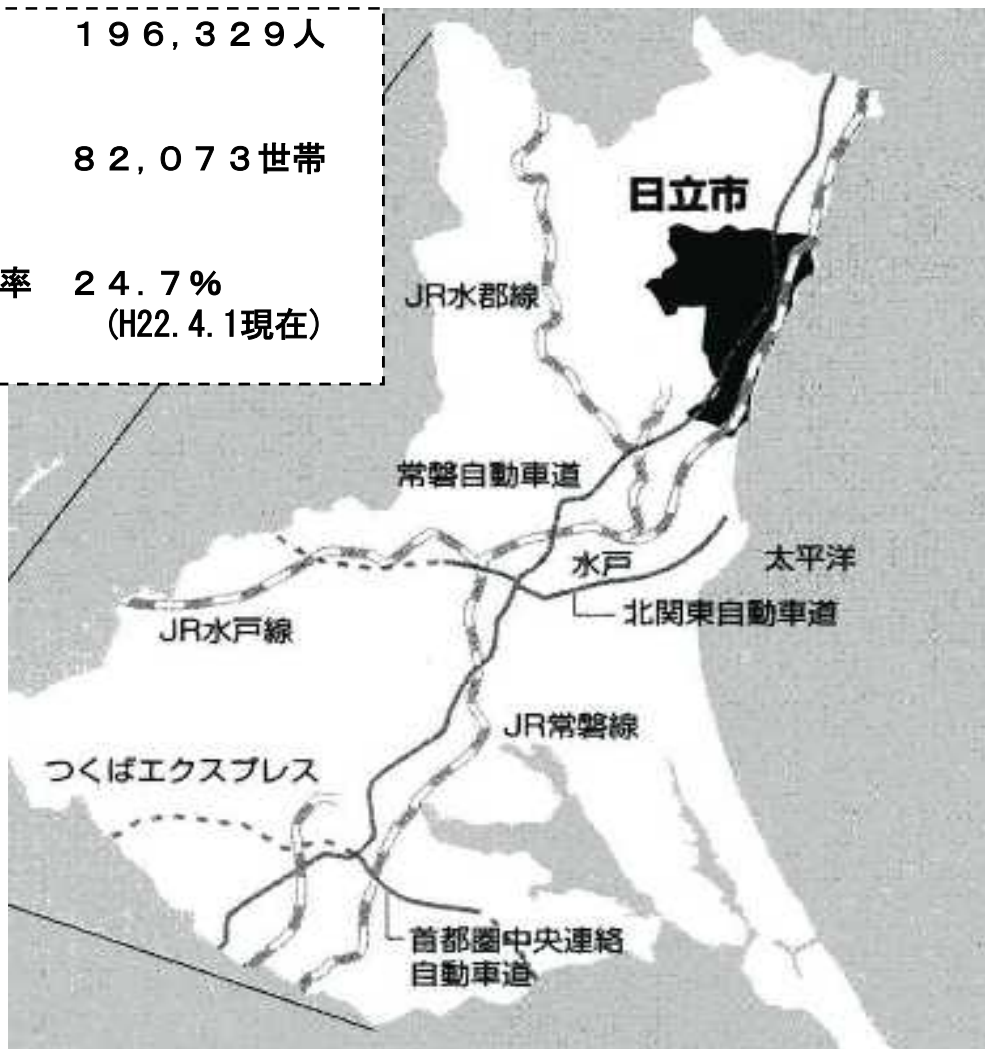 196,329人
82,073世帯
率 24.7%
(H22.4.1現在)
日立市
JR水郡線
常磐自動車道
水戸
太平洋
北関東自動車道
JR水戸線
JR常磐線
つくばエクスプレス
首都圏中央連絡
自動車道